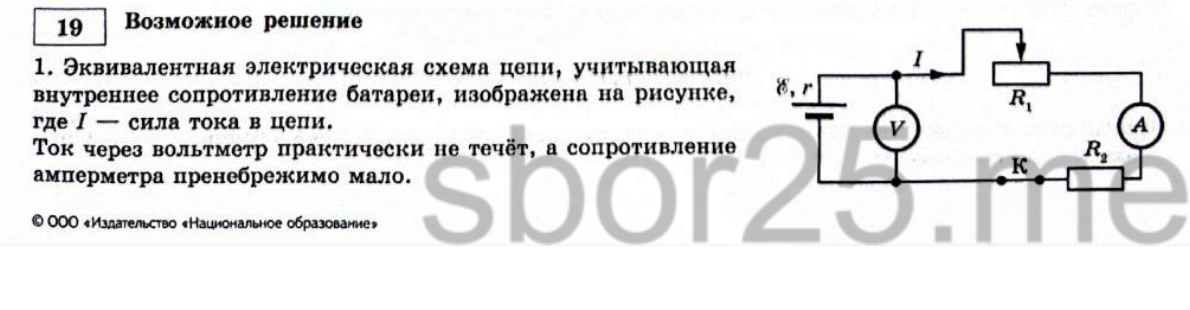 19 Возможное решение
1. Эквивалентная электрическая схема цепи, учитывающая
внутреннее сопротивление батареи, изображена на рисунке,
где I — сила тока в цепи.
Ток через вольтметр практически не течёт, а сопротивление
амперметра пренебрежимо мало.
© ООО «Издательство «Национальное образование»
ℰ, r
I
R₁
V
A
R₂
К
sbor25.me